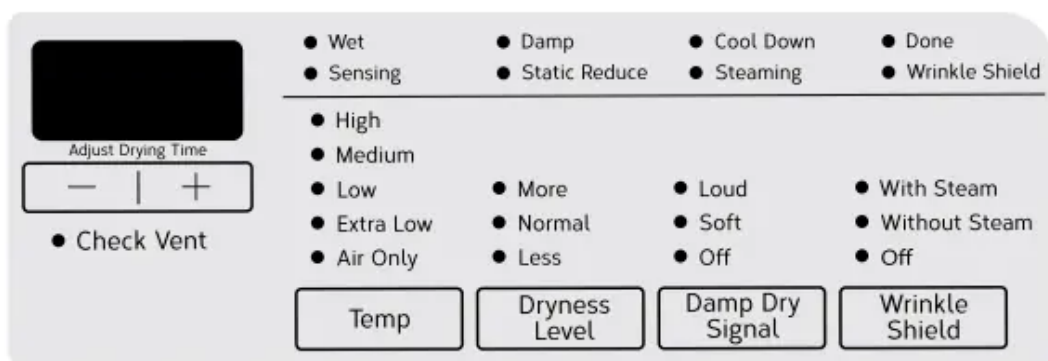 Wet
Damp
Cool Down
Done
Sensing
Static Reduce
Steaming
Wrinkle Shield
Adjust Drying Time
— | +
Check Vent
High
Medium
Low
Extra Low
Air Only
Temp
More
Normal
Less
Dryness
Level
Loud
Soft
Off
Damp Dry
Signal
With Steam
Without Steam
Off
Wrinkle
Shield